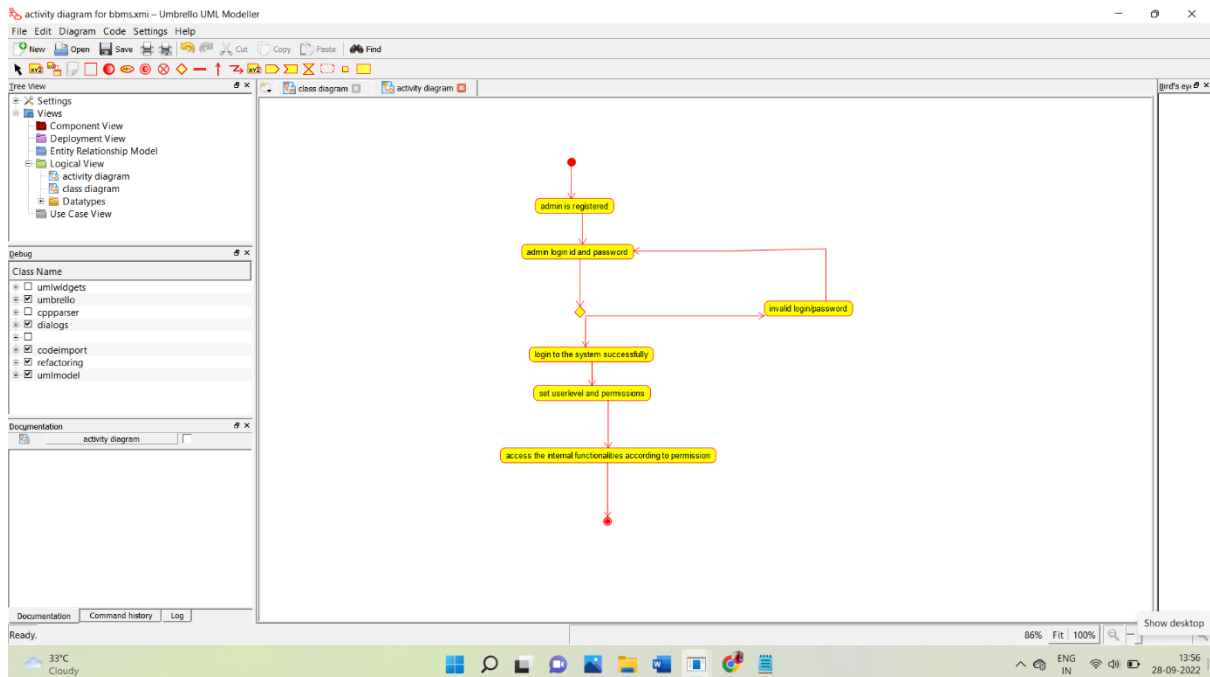 activity diagram for bbms.xmi – Umbrello UML Modeller
File Edit Diagram Code Settings Help
New Open Save Cut Copy Paste Find
Tree View
Settings
Views
Component View
Deployment View
Entity Relationship Model
Logical View
activity diagram
class diagram
Datatypes
Use Case View
Debug
Class Name
umlwidgets
umbrello
cppparser
dialogs
codeimport
refactoring
umlmodel
Documentation
activity diagram
Documentation Command history Log
class diagram activity diagram
admin is registered
admin login id and password
invalid login/password
login to the system successfully
set userlevel and permissions
access the internal functionalities according to permission
Bird's eye
Ready.
86% Fit 100%
Show desktop
33°C
Cloudy
ENG
IN
13:56
28-09-2022